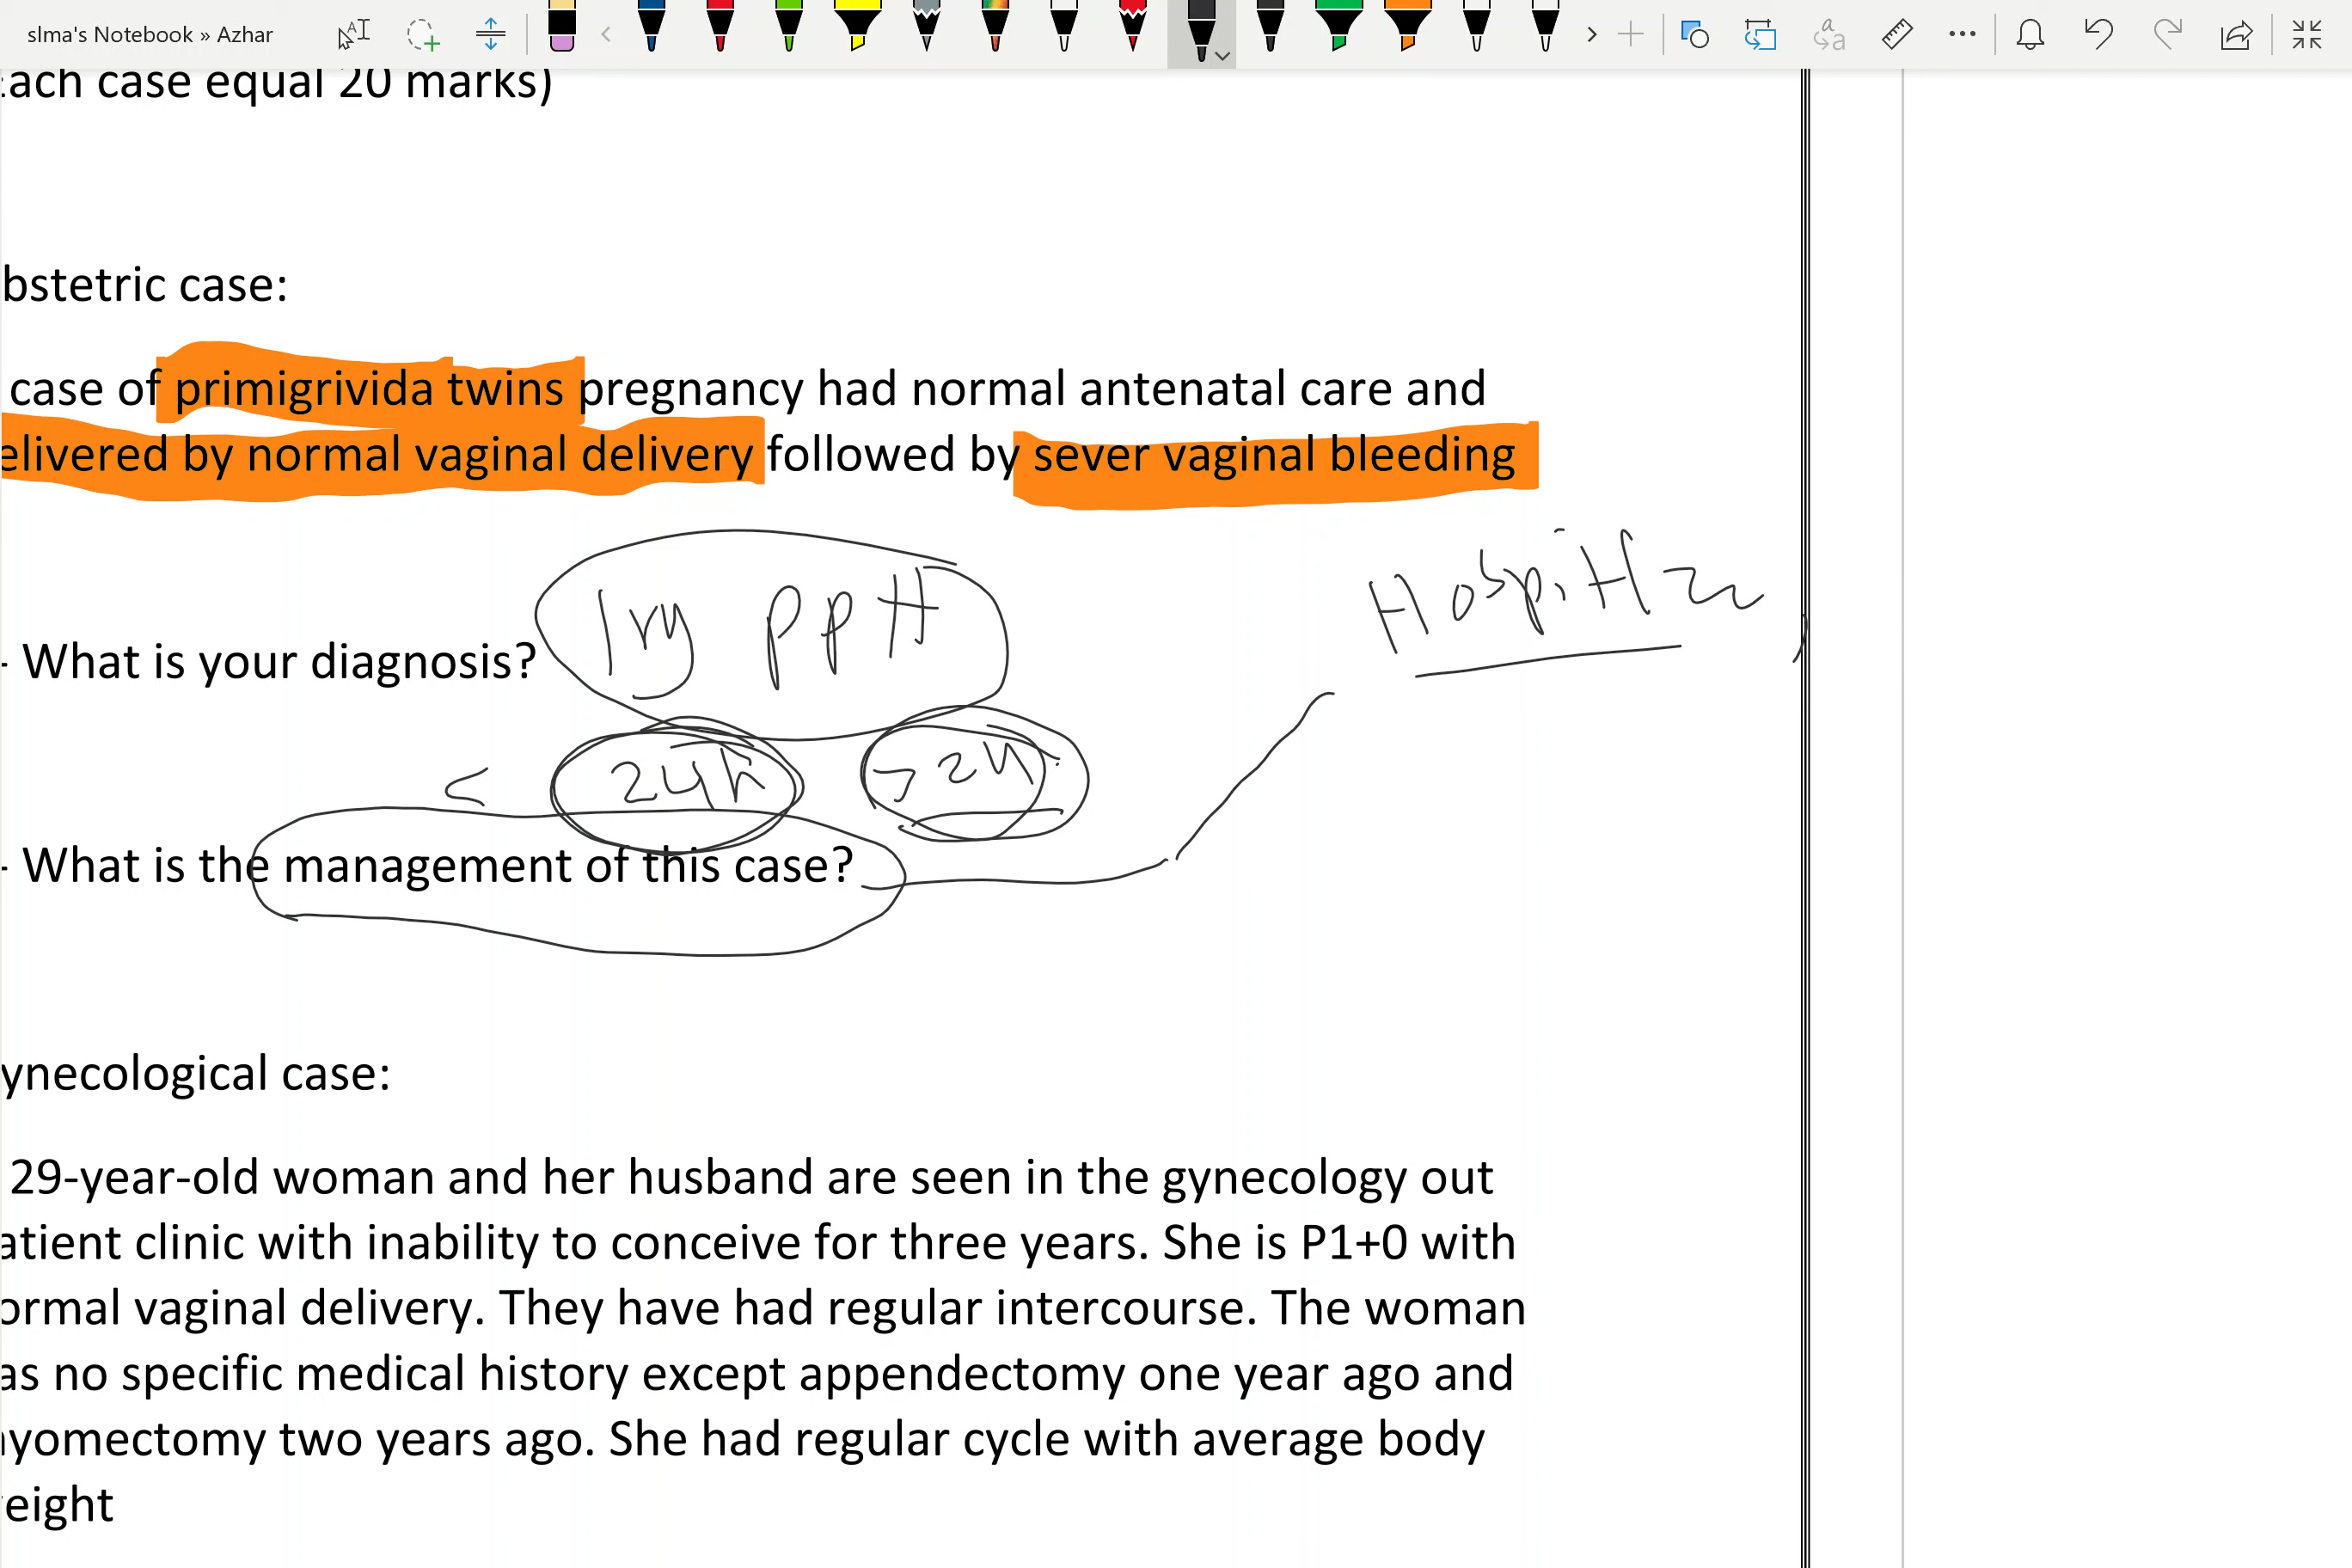 slma's Notebook » Azhar
ach case equal 20 marks)
bstetric case:
case of primigrivida twins pregnancy had normal antenatal care and
elivered by normal vaginal delivery followed by sever vaginal bleeding
1ry PPH
- What is your diagnosis?
< 24h >24h
- What is the management of this case?
ynecological case:
29-year-old woman and her husband are seen in the gynecology out
atient clinic with inability to conceive for three years. She is P1+0 with
ormal vaginal delivery. They have had regular intercourse. The woman
as no specific medical history except appendectomy one year ago and
yomectomy two years ago. She had regular cycle with average body
eight